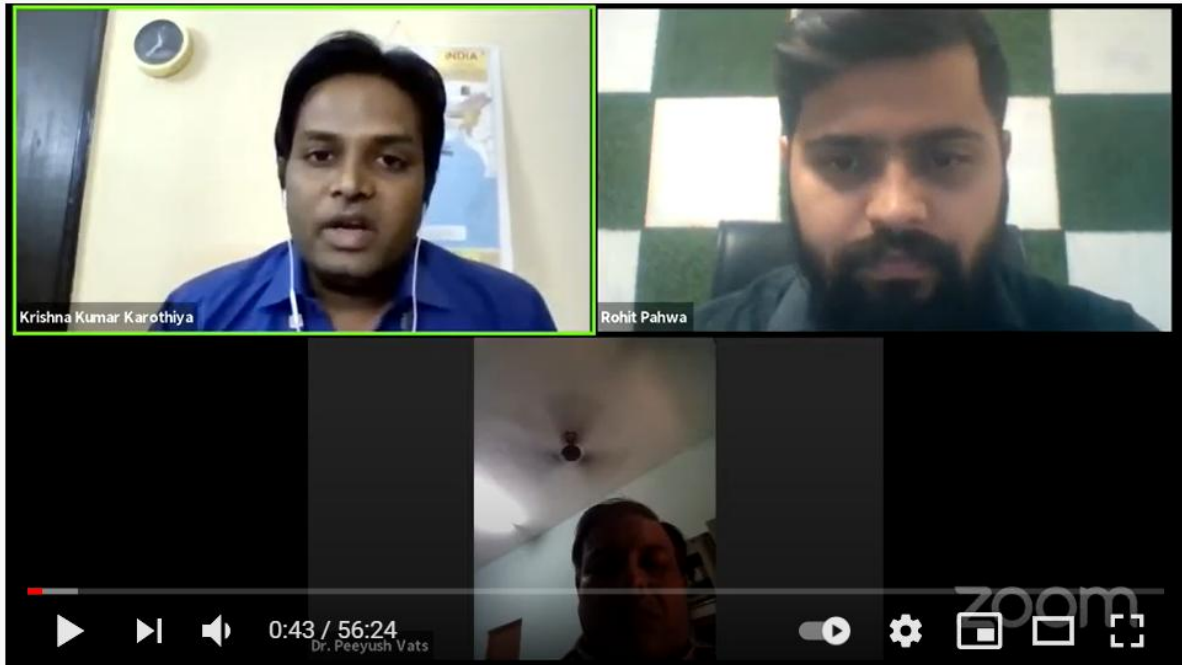 INDIA
Krishna Kumar Karothiya
Rohit Pahwa
zoom
0:43 / 56:24
Dr. Peeyush Vats